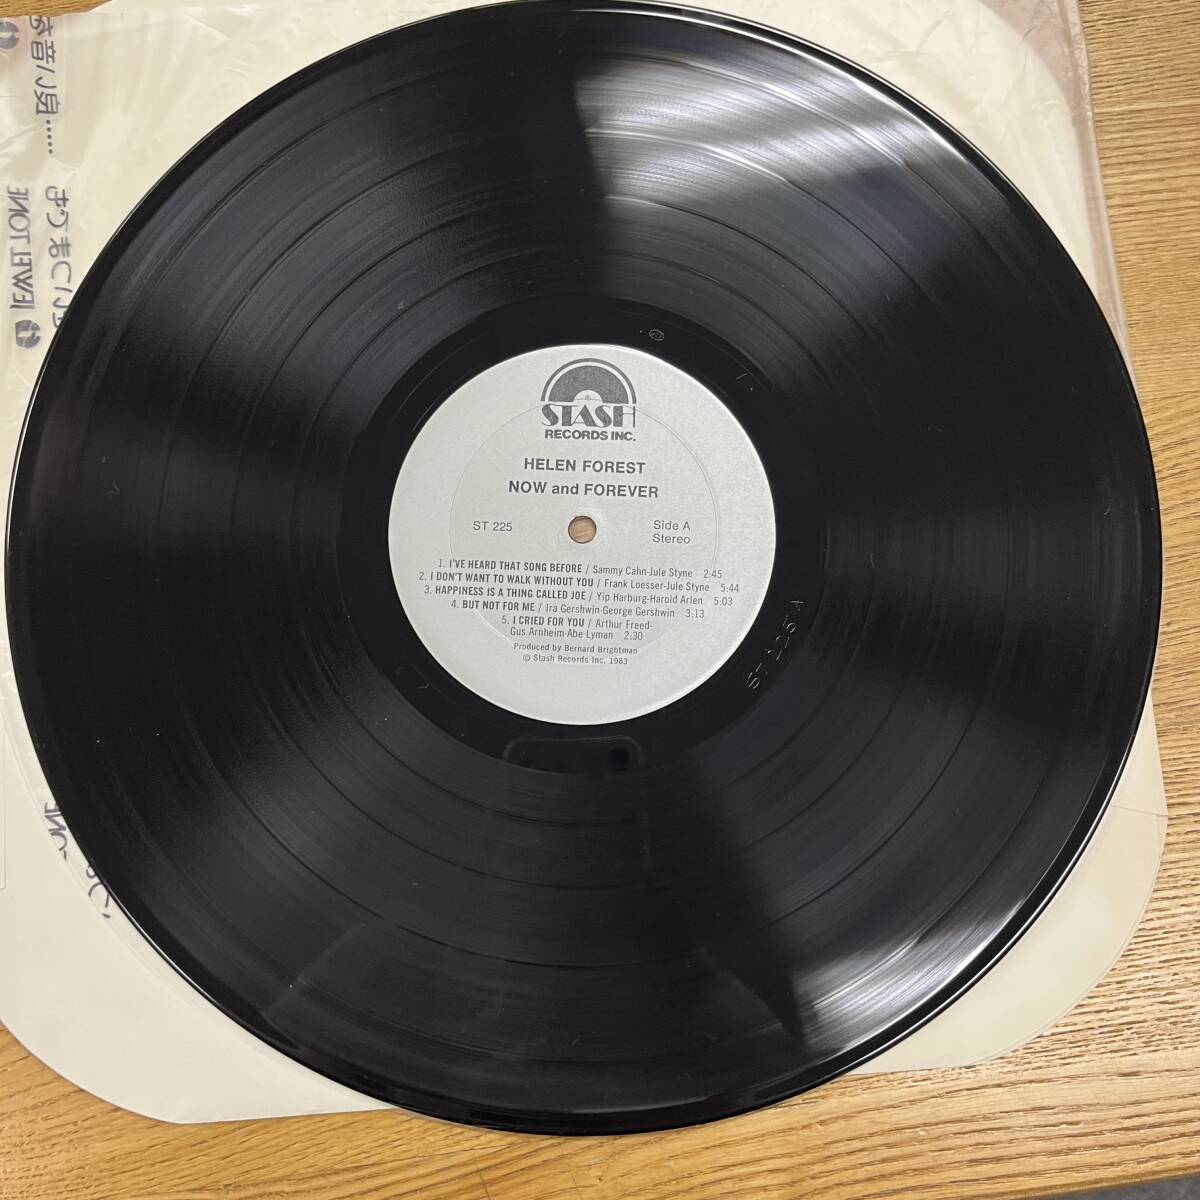 STASH
RECORDS INC.
HELEN FOREST
NOW and FOREVER
ST 225
Side A
Stereo
1. I'VE HEARD THAT SONG BEFORE / Sammy Cahn-Jule Styne 2:45
2. I DON'T WANT TO WALK WITHOUT YOU / Frank Loesser-Jule Styne 5:44
3. HAPPINESS IS A THING CALLED JOE / Yip Harburg-Harold Arlen 5:03
4. BUT NOT FOR ME / Ira Gershwin-George Gershwin 3:13
5. I CRIED FOR YOU / Arthur Freed-
Gus Arnheim-Abe Lyman 2:30
Produced by Bernard Brightman
© Stash Records Inc. 1983
ST 225 A
JEWEL TONE